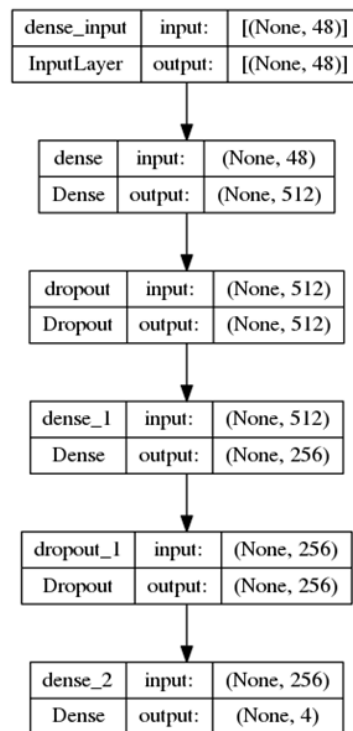 dense_input input: [(None, 48)]
InputLayer output: [(None, 48)]
dense input: (None, 48)
Dense output: (None, 512)
dropout input: (None, 512)
Dropout output: (None, 512)
dense_1 input: (None, 512)
Dense output: (None, 256)
dropout_1 input: (None, 256)
Dropout output: (None, 256)
dense_2 input: (None, 256)
Dense output: (None, 4)